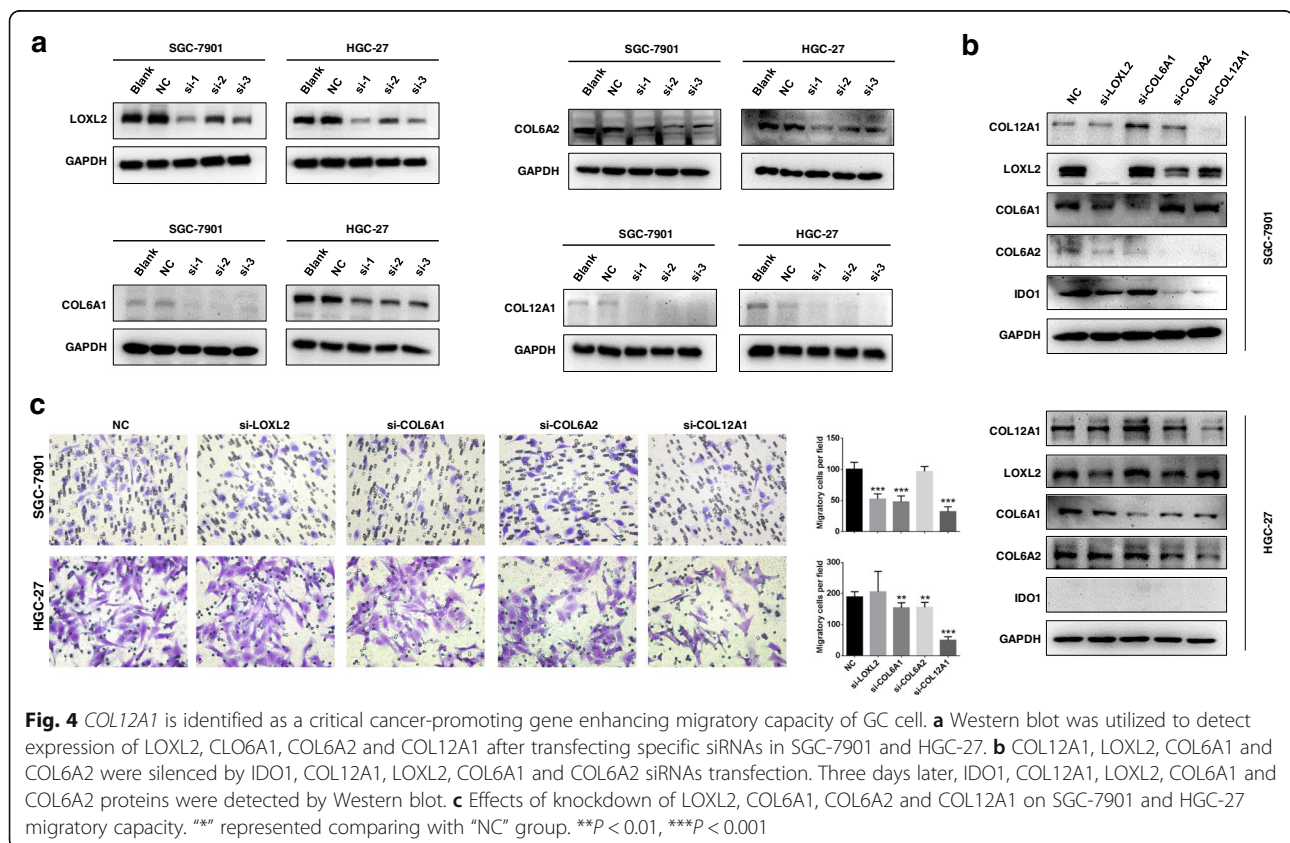 a
SGC-7901 HGC-27
Blank NC si-1 si-2 si-3 Blank NC si-1 si-2 si-3
LOXL2
GAPDH
Blank NC si-1 si-2 si-3 Blank NC si-1 si-2 si-3
COL6A2
GAPDH
SGC-7901 HGC-27
SGC-7901 HGC-27
Blank NC si-1 si-2 si-3 Blank NC si-1 si-2 si-3
COL6A1
GAPDH
SGC-7901 HGC-27
Blank NC si-1 si-2 si-3 Blank NC si-1 si-2 si-3
COL12A1
GAPDH
b
NC si-LOXL2 si-COL6A1 si-COL6A2 si-COL12A1
COL12A1
LOXL2
COL6A1
COL6A2
IDO1
GAPDH
SGC-7901
COL12A1
LOXL2
COL6A1
COL6A2
IDO1
GAPDH
HGC-27
c
NC si-LOXL2 si-COL6A1 si-COL6A2 si-COL12A1
SGC-7901
HGC-27
Migratory cells per field
150
100
50
0
*** *** ***
Migratory cells per field
300
200
100
0
** ** ***
NC si-LOXL2 si-COL6A1 si-COL6A2 si-COL12A1
Fig. 4 COL12A1 is identified as a critical cancer-promoting gene enhancing migratory capacity of GC cell. a Western blot was utilized to detect
expression of LOXL2, CLO6A1, COL6A2 and COL12A1 after transfecting specific siRNAs in SGC-7901 and HGC-27. b COL12A1, LOXL2, COL6A1 and
COL6A2 were silenced by IDO1, COL12A1, LOXL2, COL6A1 and COL6A2 siRNAs transfection. Three days later, IDO1, COL12A1, LOXL2, COL6A1 and
COL6A2 proteins were detected by Western blot. c Effects of knockdown of LOXL2, COL6A1, COL6A2 and COL12A1 on SGC-7901 and HGC-27
migratory capacity. "*" represented comparing with "NC" group. **P < 0.01, ***P < 0.001